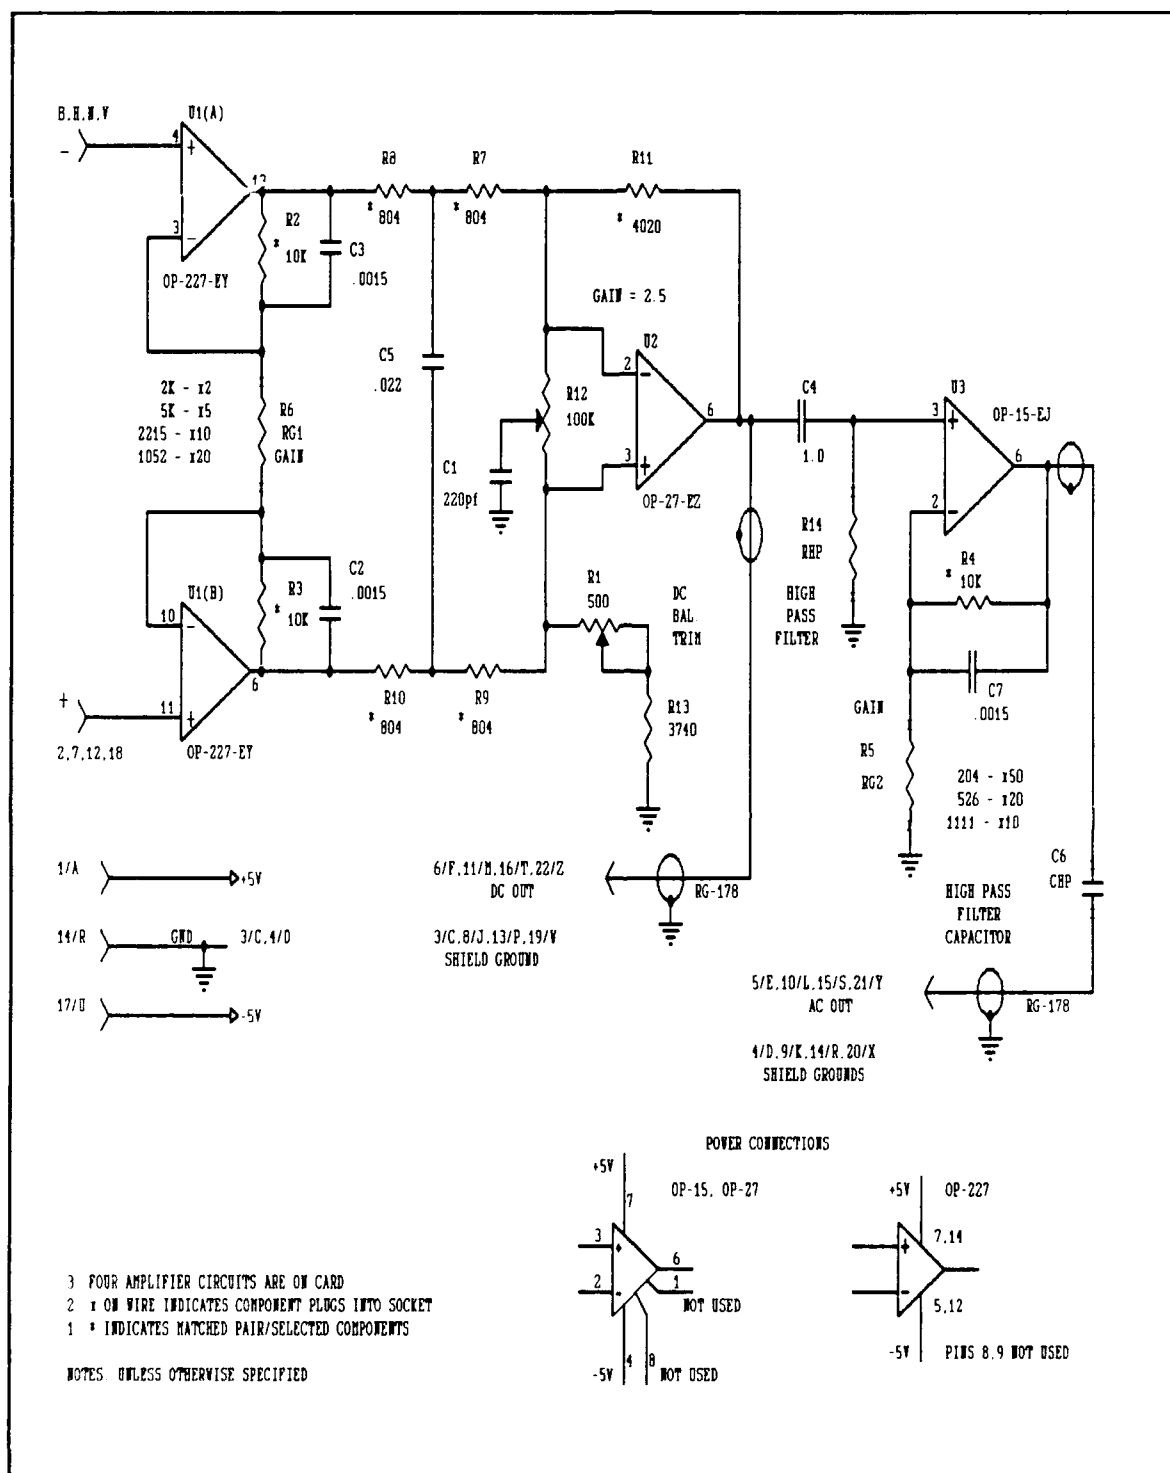 B,H,N,V
-
U1(A)
4
+
3
-
OP-227-EY
R2
*
10K
C3
.0015
R8
*
804
R7
*
804
R11
*
4020
GAIN = 2.5
2K - x2
5K - x5
2215 - x10
1052 - x20
R6
RG1
GAIN
C5
.022
R12
100K
C1
220pf
U2
2
-
3
+
6
OP-27-EZ
C4
1.0
U3
3
+
2
-
6
OP-15-EJ
R14
RHP
HIGH
PASS
FILTER
R4
*
10K
C7
.0015
GAIN
R5
RG2
204 - x50
526 - x20
1111 - x10
C6
CHP
U1(B)
10
-
11
+
6
OP-227-EY
R3
*
10K
C2
.0015
R10
*
804
R9
*
804
R1
500
DC
BAL
TRIM
R13
3740
+
2,7,12,18
1/A
+5V
14/R
GND
3/C,4/D
17/U
-5V
6/F,11/M,16/T,22/Z
DC OUT
RG-178
3/C,8/J,13/P,19/W
SHIELD GROUND
HIGH PASS
FILTER
CAPACITOR
5/E,10/L,15/S,21/Y
AC OUT
RG-178
4/D,9/K,14/R,20/X
SHIELD GROUNDS
POWER CONNECTIONS
+5V
7
OP-15, OP-27
3
+
2
-
6
1
NOT USED
-5V
4
8
NOT USED
+5V
OP-227
7,14
+
-
5,12
-5V
PINS 8,9 NOT USED
3 FOUR AMPLIFIER CIRCUITS ARE ON CARD
2 x ON WIRE INDICATES COMPONENT PLUGS INTO SOCKET
1 * INDICATES MATCHED PAIR/SELECTED COMPONENTS
NOTES: UNLESS OTHERWISE SPECIFIED